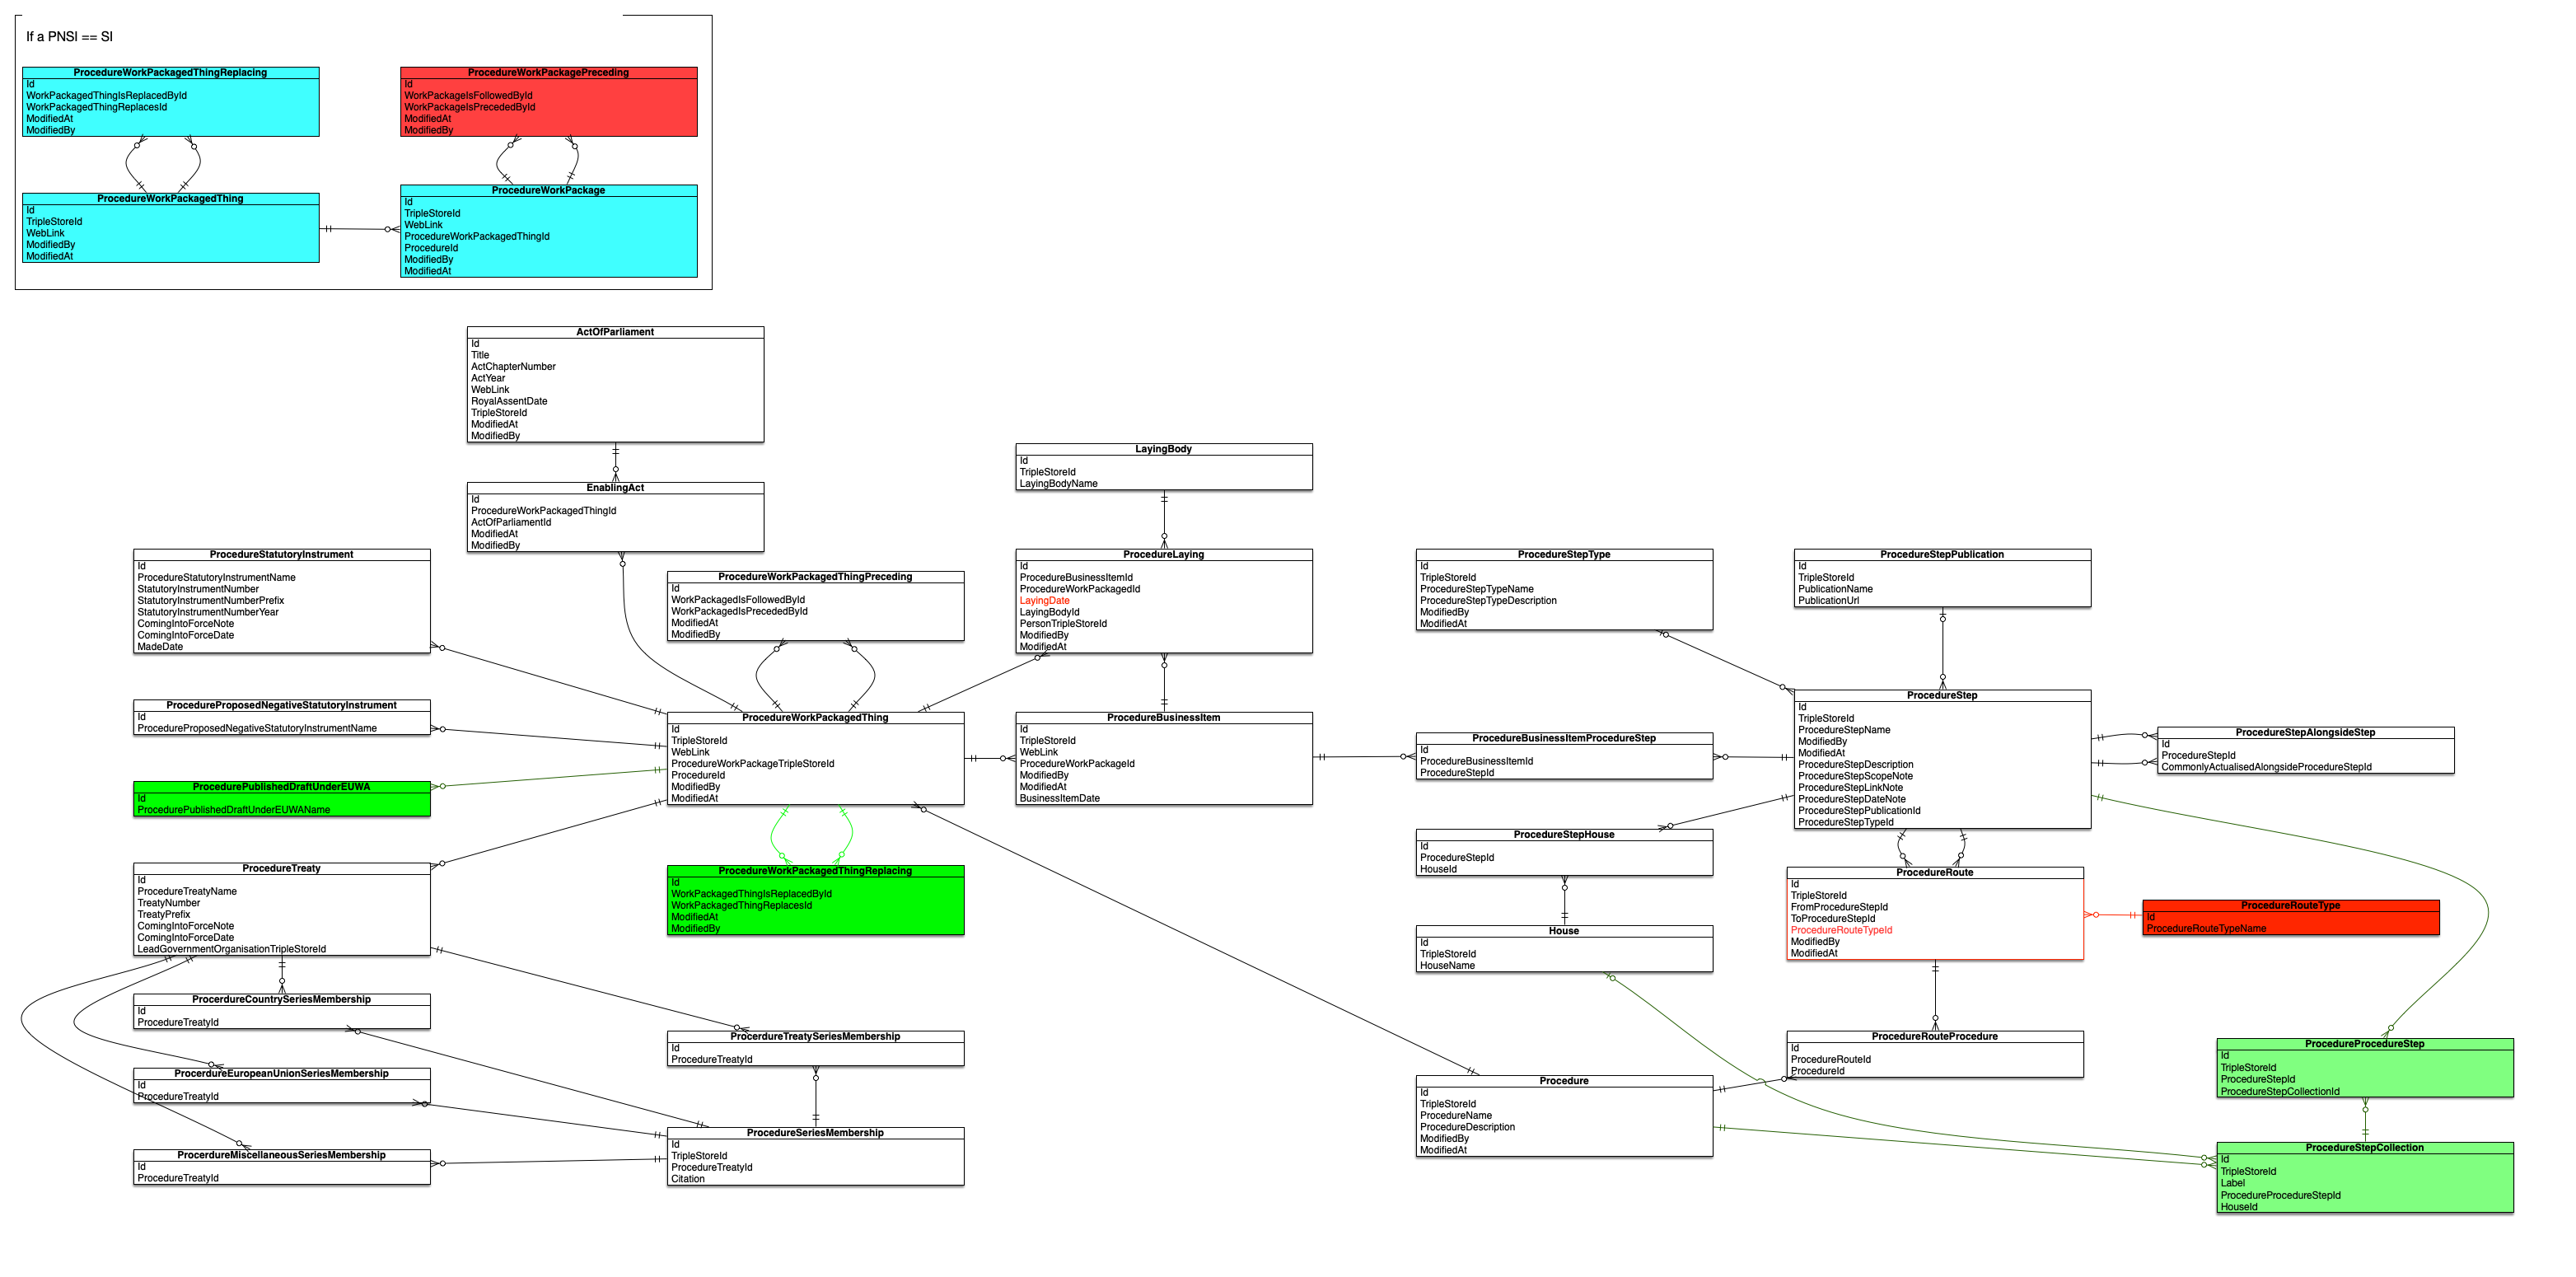 If a PNSI == SI
ProcedureWorkPackagedThingReplacing
Id
WorkPackagedThingIsReplacedById
WorkPackagedThingReplacesId
ModifiedAt
ModifiedBy
ProcedureWorkPackagePreceding
Id
WorkPackageIsFollowedById
WorkPackageIsPrecededById
ModifiedAt
ModifiedBy
ProcedureWorkPackagedThing
Id
TripleStoreId
WebLink
ModifiedBy
ModifiedAt
ProcedureWorkPackage
Id
TripleStoreId
WebLink
ProcedureWorkPackagedThingId
ProcedureId
ModifiedBy
ModifiedAt
ActOfParliament
Id
Title
ActChapterNumber
ActYear
WebLink
RoyalAssentDate
TripleStoreId
ModifiedAt
ModifiedBy
EnablingAct
Id
ProcedureWorkPackagedThingId
ActOfParliamentId
ModifiedAt
ModifiedBy
LayingBody
Id
TripleStoreId
LayingBodyName
ProcedureStatutoryInstrument
Id
ProcedureStatutoryInstrumentName
StatutoryInstrumentNumber
StatutoryInstrumentNumberPrefix
StatutoryInstrumentNumberYear
ComingIntoForceNote
ComingIntoForceDate
MadeDate
ProcedureWorkPackagedThingPreceding
Id
WorkPackagedIsFollowedById
WorkPackagedIsPrecededById
ModifiedAt
ModifiedBy
ProcedureLaying
Id
ProcedureBusinessItemId
ProcedureWorkPackagedId
LayingDate
LayingBodyId
PersonTripleStoreId
ModifiedBy
ModifiedAt
ProcedureStepType
Id
TripleStoreId
ProcedureStepTypeName
ProcedureStepTypeDescription
ModifiedBy
ModifiedAt
ProcedureStepPublication
Id
TripleStoreId
PublicationName
PublicationUrl
ProcedureProposedNegativeStatutoryInstrument
Id
ProcedureProposedNegativeStatutoryInstrumentName
ProcedureWorkPackagedThing
Id
TripleStoreId
WebLink
ProcedureWorkPackageTripleStoreId
ProcedureId
ModifiedBy
ModifiedAt
ProcedureBusinessItem
Id
TripleStoreId
WebLink
ProcedureWorkPackageId
ModifiedBy
ModifiedAt
BusinessItemDate
ProcedureBusinessItemProcedureStep
Id
ProcedureBusinessItemId
ProcedureStepId
ProcedureStep
Id
TripleStoreId
ProcedureStepName
ModifiedBy
ModifiedAt
ProcedureStepDescription
ProcedureStepScopeNote
ProcedureStepLinkNote
ProcedureStepDateNote
ProcedureStepPublicationId
ProcedureStepTypeId
ProcedureStepAlongsideStep
Id
ProcedureStepId
CommonlyActualisedAlongsideProcedureStepId
ProcedurePublishedDraftUnderEUWA
Id
ProcedurePublishedDraftUnderEUWAName
ProcedureStepHouse
Id
ProcedureStepId
HouseId
ProcedureTreaty
Id
ProcedureTreatyName
TreatyNumber
TreatyPrefix
ComingIntoForceNote
ComingIntoForceDate
LeadGovernmentOrganisationTripleStoreId
ProcedureWorkPackagedThingReplacing
Id
WorkPackagedThingIsReplacedById
WorkPackagedThingReplacesId
ModifiedAt
ModifiedBy
ProcedureRoute
Id
TripleStoreId
FromProcedureStepId
ToProcedureStepId
ProcedureRouteTypeId
ModifiedBy
ModifiedAt
ProcedureRouteType
Id
ProcedureRouteTypeName
House
Id
TripleStoreId
HouseName
ProcerdureCountrySeriesMembership
Id
ProcedureTreatyId
ProcerdureTreatySeriesMembership
Id
ProcedureTreatyId
ProcedureRouteProcedure
Id
ProcedureRouteId
ProcedureId
ProcedureProcedureStep
Id
TripleStoreId
ProcedureStepId
ProcedureStepCollectionId
ProcerdureEuropeanUnionSeriesMembership
Id
ProcedureTreatyId
Procedure
Id
TripleStoreId
ProcedureName
ProcedureDescription
ModifiedBy
ModifiedAt
ProcedureSeriesMembership
Id
TripleStoreId
ProcedureTreatyId
Citation
ProcerdureMiscellaneousSeriesMembership
Id
ProcedureTreatyId
ProcedureStepCollection
Id
TripleStoreId
Label
ProcedureProcedureStepId
HouseId